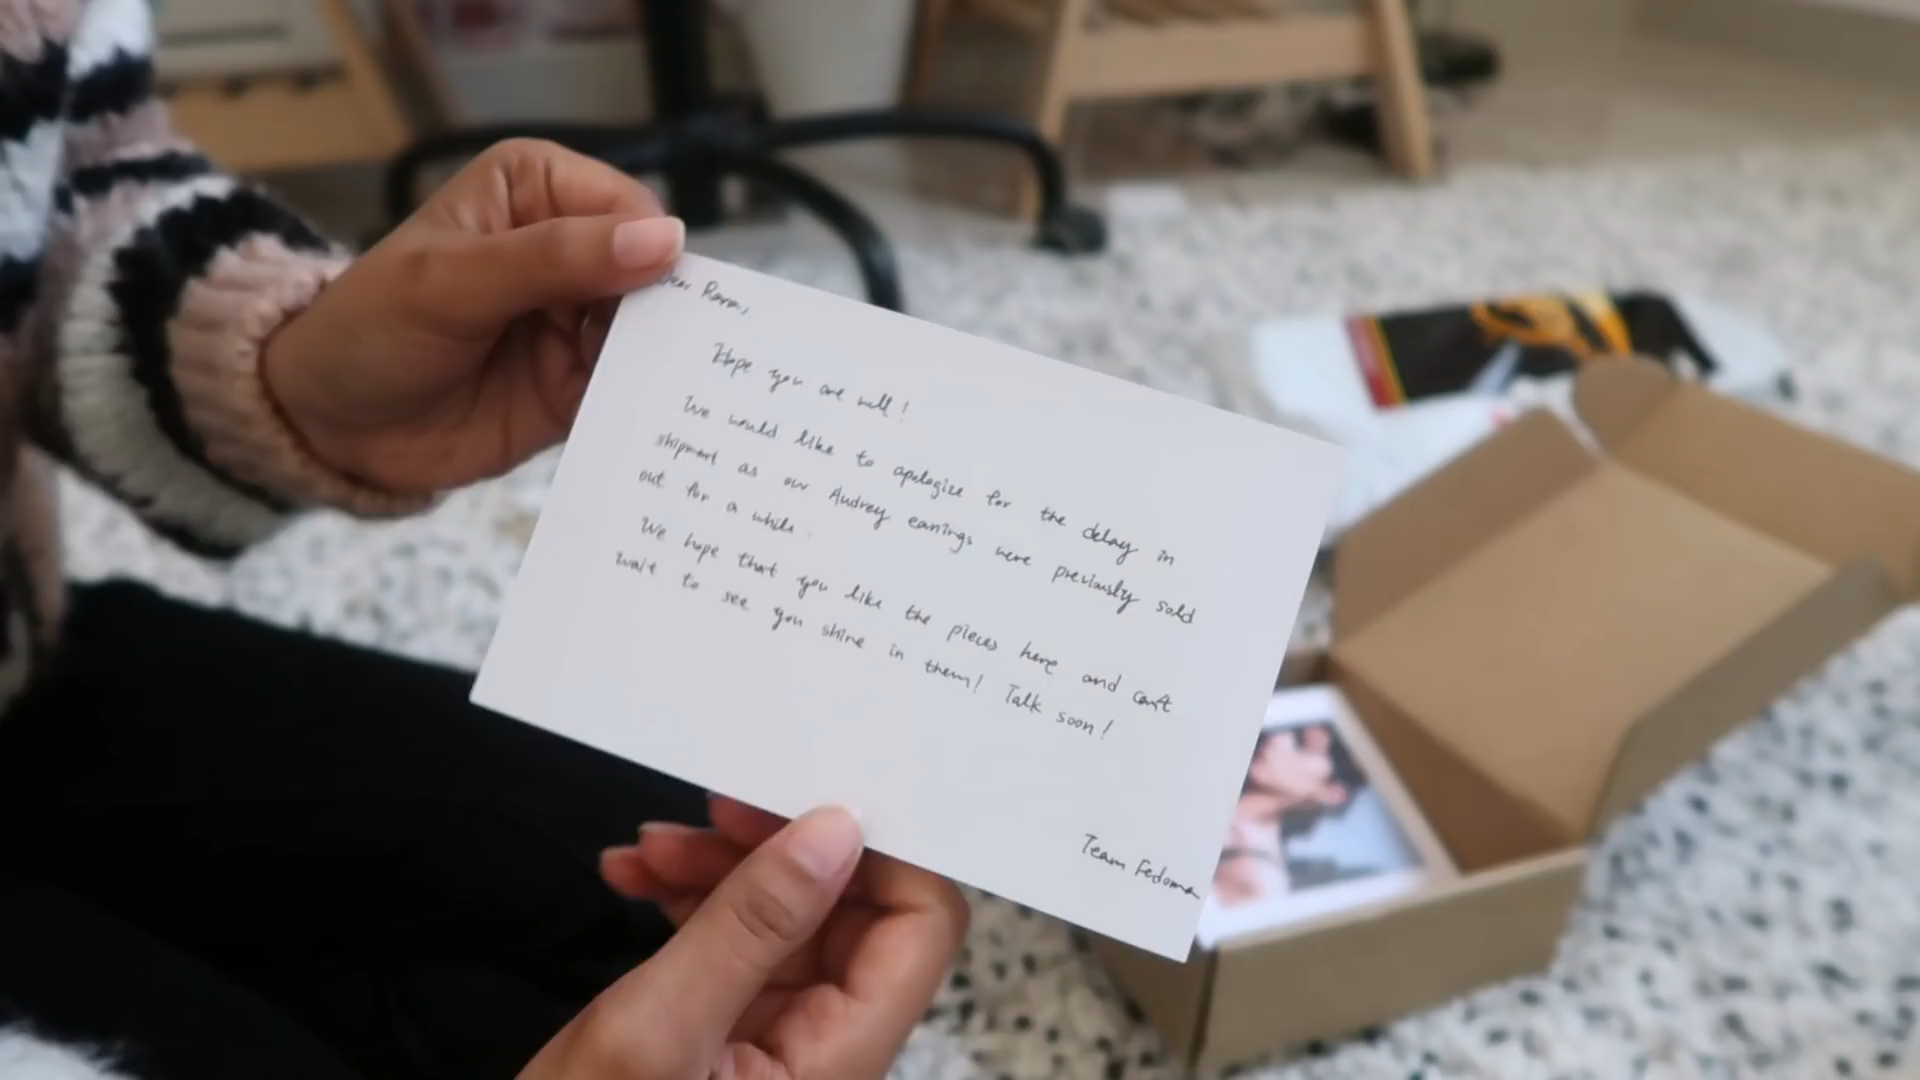 Dear Rara,
Hope you are well!
We would like to apologize for the delay in
shipment as our Audrey earrings were previously sold
out for a while.
We hope that you like the pieces here and can't
wait to see you shine in them! Talk soon!
Team Fedoma